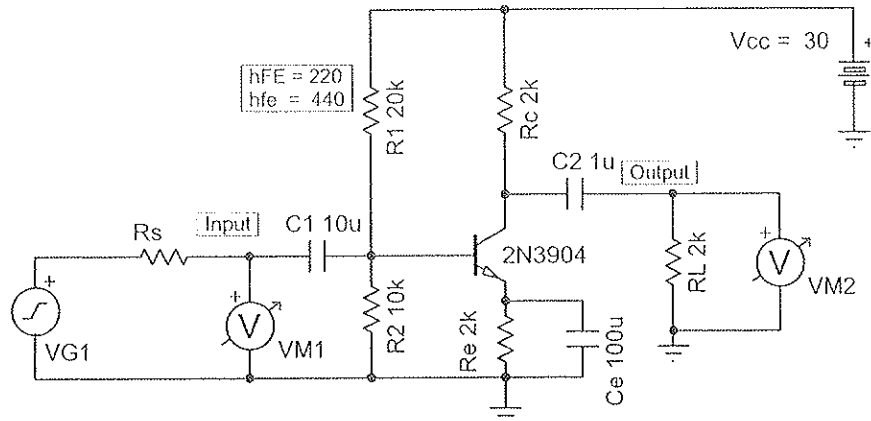 Vcc = 30
+
hFE = 220
hfe = 440
R1 20k
Rc 2k
C2 1u
Output
Input
C1 10u
Rs
2N3904
+
+
+
V
V
RL 2k
VM2
VG1
VM1
R2 10k
Re 2k
Ce 100u